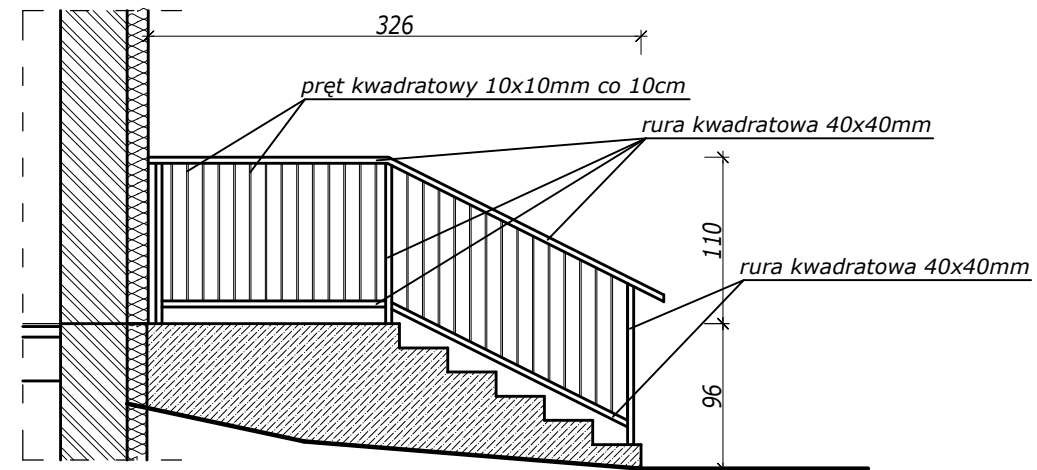 326
pręt kwadratowy 10x10mm co 10cm
rura kwadratowa 40x40mm
110
rura kwadratowa 40x40mm
96